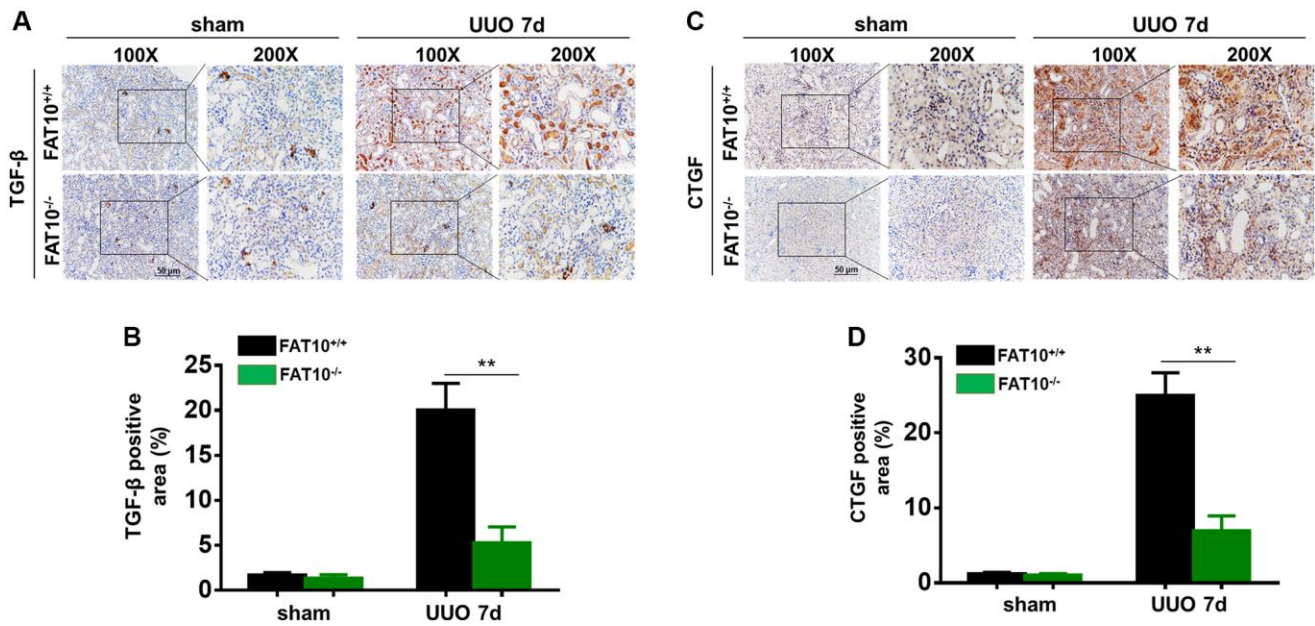 A
sham
UUO 7d
100X
200X
100X
200X
TGF-β
FAT10+/+
FAT10-/-
50 μm
C
sham
UUO 7d
100X
200X
100X
200X
CTGF
FAT10+/+
FAT10-/-
50 μm
B
FAT10+/+
FAT10-/-
TGF-β positive
area (%)
25
20
15
10
5
0
**
sham
UUO 7d
D
FAT10+/+
FAT10-/-
CTGF positive
area (%)
30
20
10
0
**
sham
UUO 7d